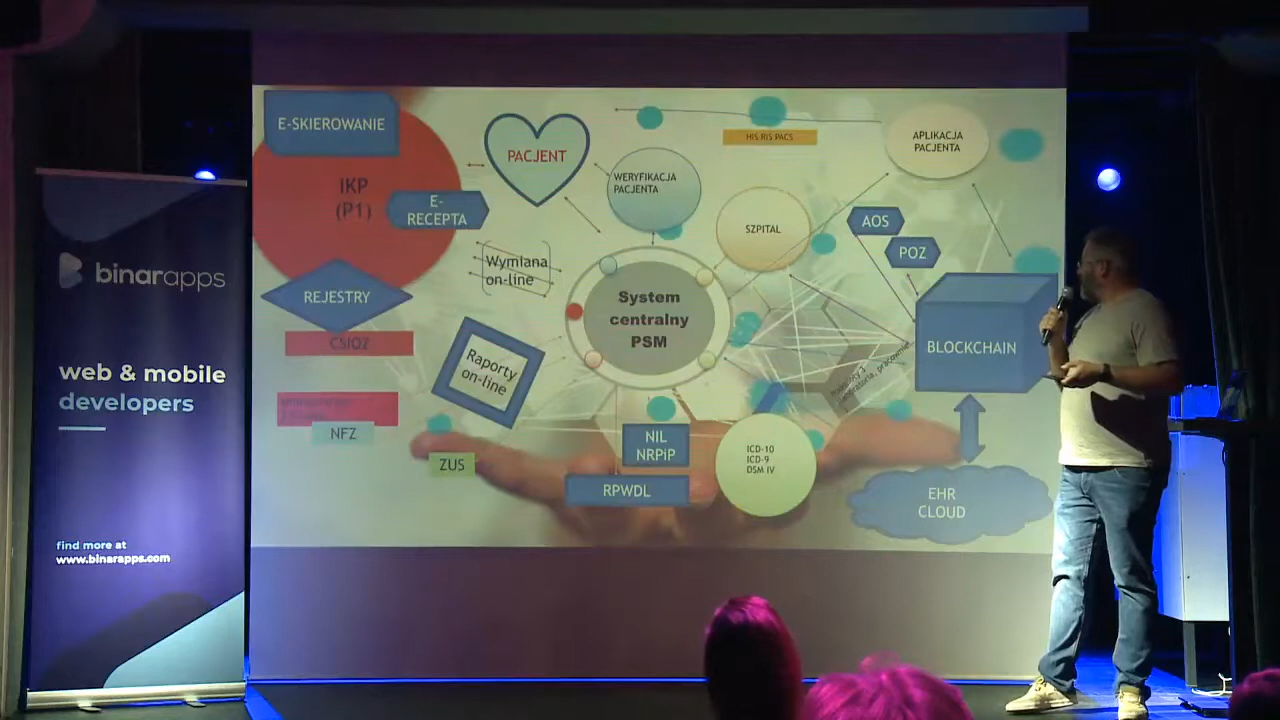 binarapps
web & mobile
developers
find more at
www.binarapps.com
E-SKIEROWANIE
IKP
(P1)
E-
RECEPTA
REJESTRY
CSIOZ
NFZ
ZUS
PACJENT
Wymiana
on-line
Raporty
on-line
WERYFIKACJA
PACJENTA
HIS RIS PACS
SZPITAL
APLIKACJA
PACJENTA
AOS
POZ
System
centralny
PSM
BLOCKCHAIN
NIL
NRPiP
RPWDL
ICD-10
ICD-9
DSM IV
EHR
CLOUD